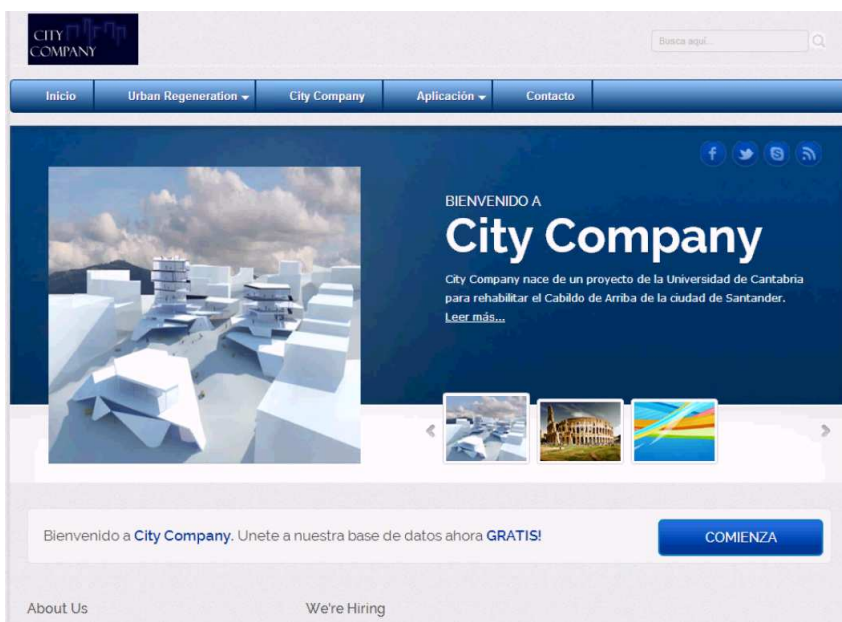 CITY
COMPANY
Busca aquí...
Inicio
Urban Regeneration
City Company
Aplicación
Contacto
BIENVENIDO A
City Company
City Company nace de un proyecto de la Universidad de Cantabria
para rehabilitar el Cabildo de Arriba de la ciudad de Santander.
Leer más...
Bienvenido a City Company. Unete a nuestra base de datos ahora GRATIS!
COMIENZA
About Us
We're Hiring